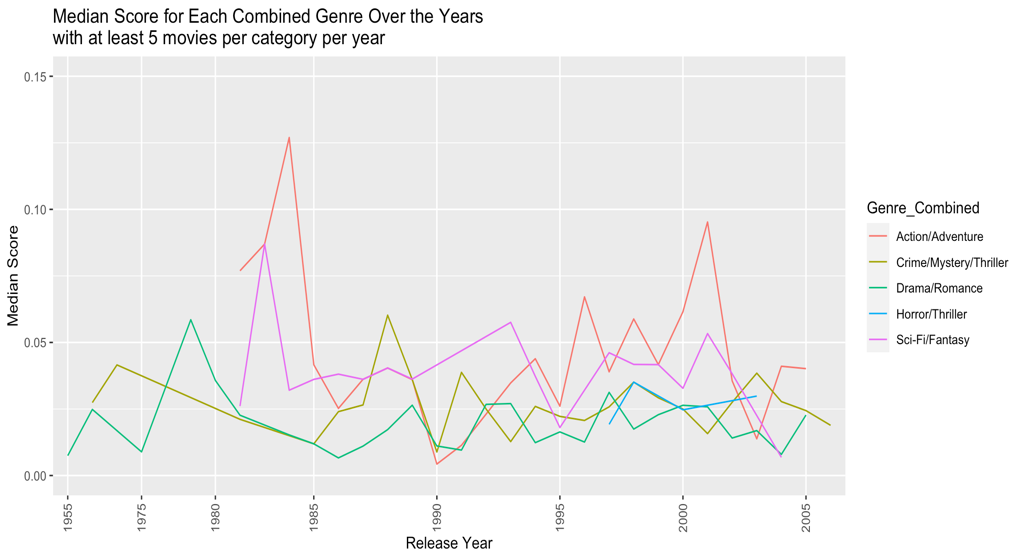 Median Score for Each Combined Genre Over the Years
with at least 5 movies per category per year
Median Score
0.15
0.10
0.05
0.00
1955
1975
1980
1985
1990
1995
2000
2005
Release Year
Genre_Combined
Action/Adventure
Crime/Mystery/Thriller
Drama/Romance
Horror/Thriller
Sci-Fi/Fantasy